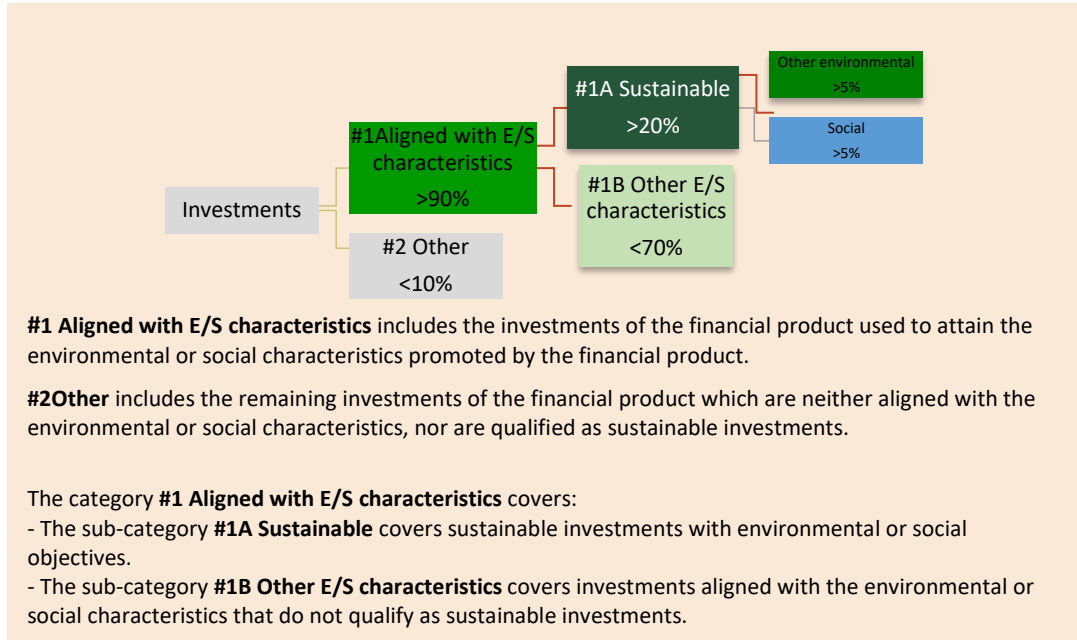 Other environmental
>5%
#1A Sustainable
>20%
Social
>5%
#1Aligned with E/S
characteristics
>90%
#1B Other E/S
characteristics
<70%
Investments
#2 Other
<10%
#1 Aligned with E/S characteristics includes the investments of the financial product used to attain the
environmental or social characteristics promoted by the financial product.
#2Other includes the remaining investments of the financial product which are neither aligned with the
environmental or social characteristics, nor are qualified as sustainable investments.
The category #1 Aligned with E/S characteristics covers:
- The sub-category #1A Sustainable covers sustainable investments with environmental or social
objectives.
- The sub-category #1B Other E/S characteristics covers investments aligned with the environmental or
social characteristics that do not qualify as sustainable investments.